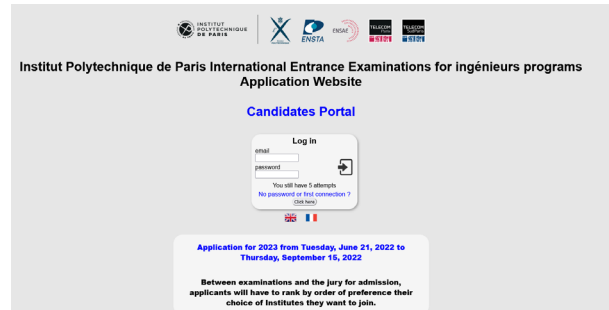 INSTITUT
POLYTECHNIQUE
DE PARIS
ENSTA
ENSAE
TELECOM
Paris
TELECOM
SudParis
Institut Polytechnique de Paris International Entrance Examinations for ingénieurs programs
Application Website
Candidates Portal
Log in
email
password
You still have 5 attempts
No password or first connection ?
Click here
Application for 2023 from Tuesday, June 21, 2022 to
Thursday, September 15, 2022
Between examinations and the jury for admission,
applicants will have to rank by order of preference their
choice of Institutes they want to join.